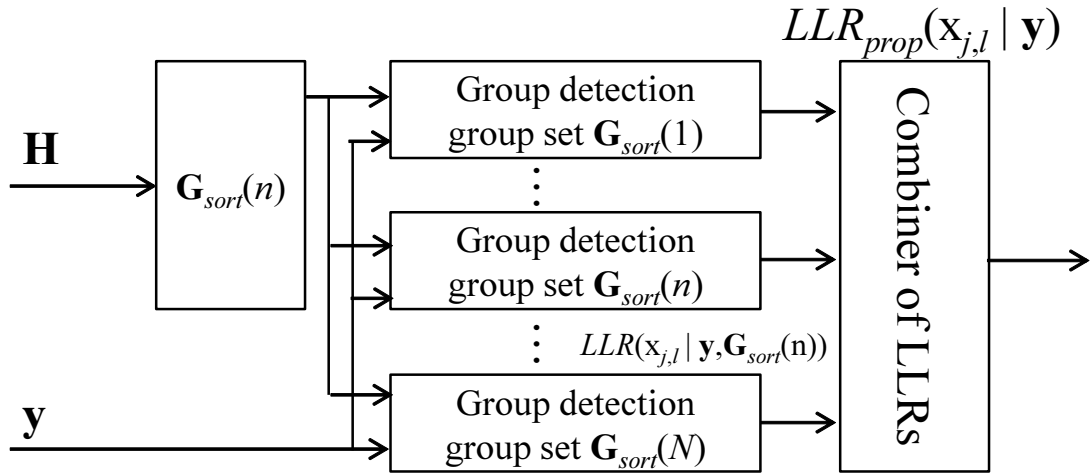 LLR_prop(x_j,l | y)
H
G_sort(n)
Group detection
group set G_sort(1)
⋮
Group detection
group set G_sort(n)
⋮
LLR(x_j,l | y,G_sort(n))
Group detection
group set G_sort(N)
y
Combiner of LLRs